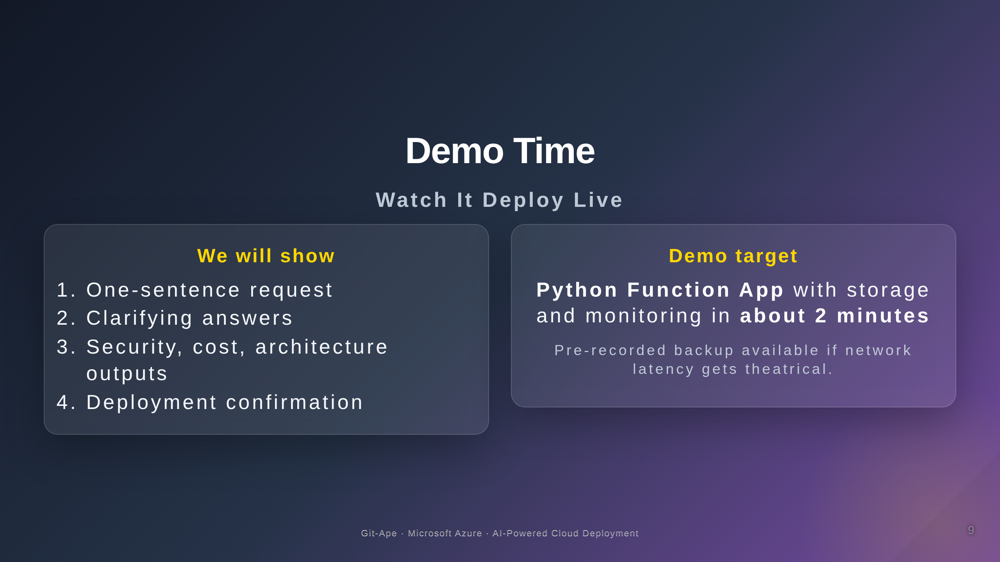 Demo Time
Watch It Deploy Live
We will show
1. One-sentence request
2. Clarifying answers
3. Security, cost, architecture
outputs
4. Deployment confirmation
Demo target
Python Function App with storage
and monitoring in about 2 minutes
Pre-recorded backup available if network
latency gets theatrical.
Git-Ape · Microsoft Azure · AI-Powered Cloud Deployment
9